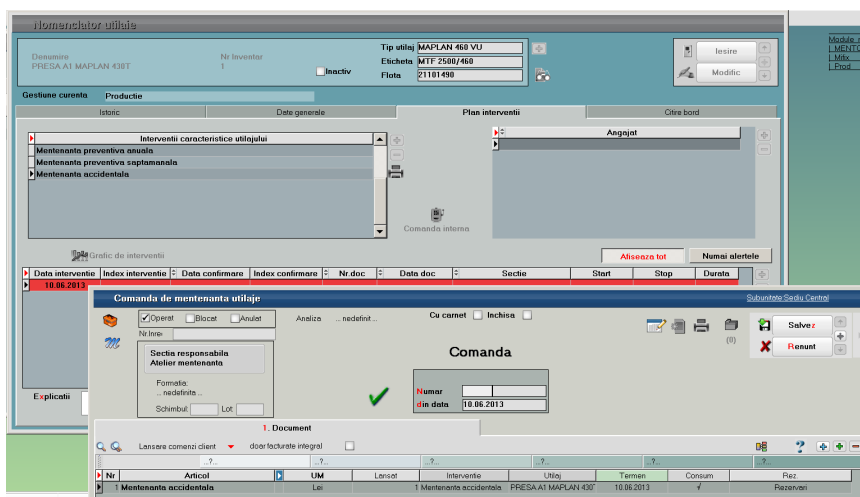 Nomenclator utilaje
Denumire
PRESA A1 MAPLAN 430T
Nr Inventar
1
Inactiv
Tip utilaj MAPLAN 460 VU
Eticheta MTF 2500/460
Flota 21101490
Iesire
Modific
Module
MENTO
Mfix
Prod
Gestiune curenta Productie
Istoric Date generale Plan interventii Citire bord
Interventii caracteristice utilajului
Mentenanta preventiva anuala
Mentenanta preventiva saptamanala
Mentenanta accidentala
Angajat
Comanda interna
Grafic de interventii
Afiseaza tot Numai alertele
Data interventie Index interventie Data confirmare Index confirmare Nr.doc Data doc Sectie Start Stop Durata
10.06.2013
Explicatii
Comanda de mentenanta utilaje
Subunitate:Sediu Central
Operat Blocat Anulat
Nr.Inre
Analiza ... nedefinit ...
Cu carnet Inchisa
(0)
Salvez
Renunt
Sectia responsabila
Atelier mentenanta
Formatia:
... nedefinita ...
Schimbul: Lot:
Comanda
Numar
din data 10.06.2013
1. Document
Lansare comenzi client doar facturate integral
...?... ...?... ...?... ...?... ...?... ...?...
Nr Articol UM Lansat Interventie Utilaj Termen Consum Rez.
1 Mentenanta accidentala Lei 1 Mentenanta accidentala PRESA A1 MAPLAN 430T 10.06.2013 √ Rezervari